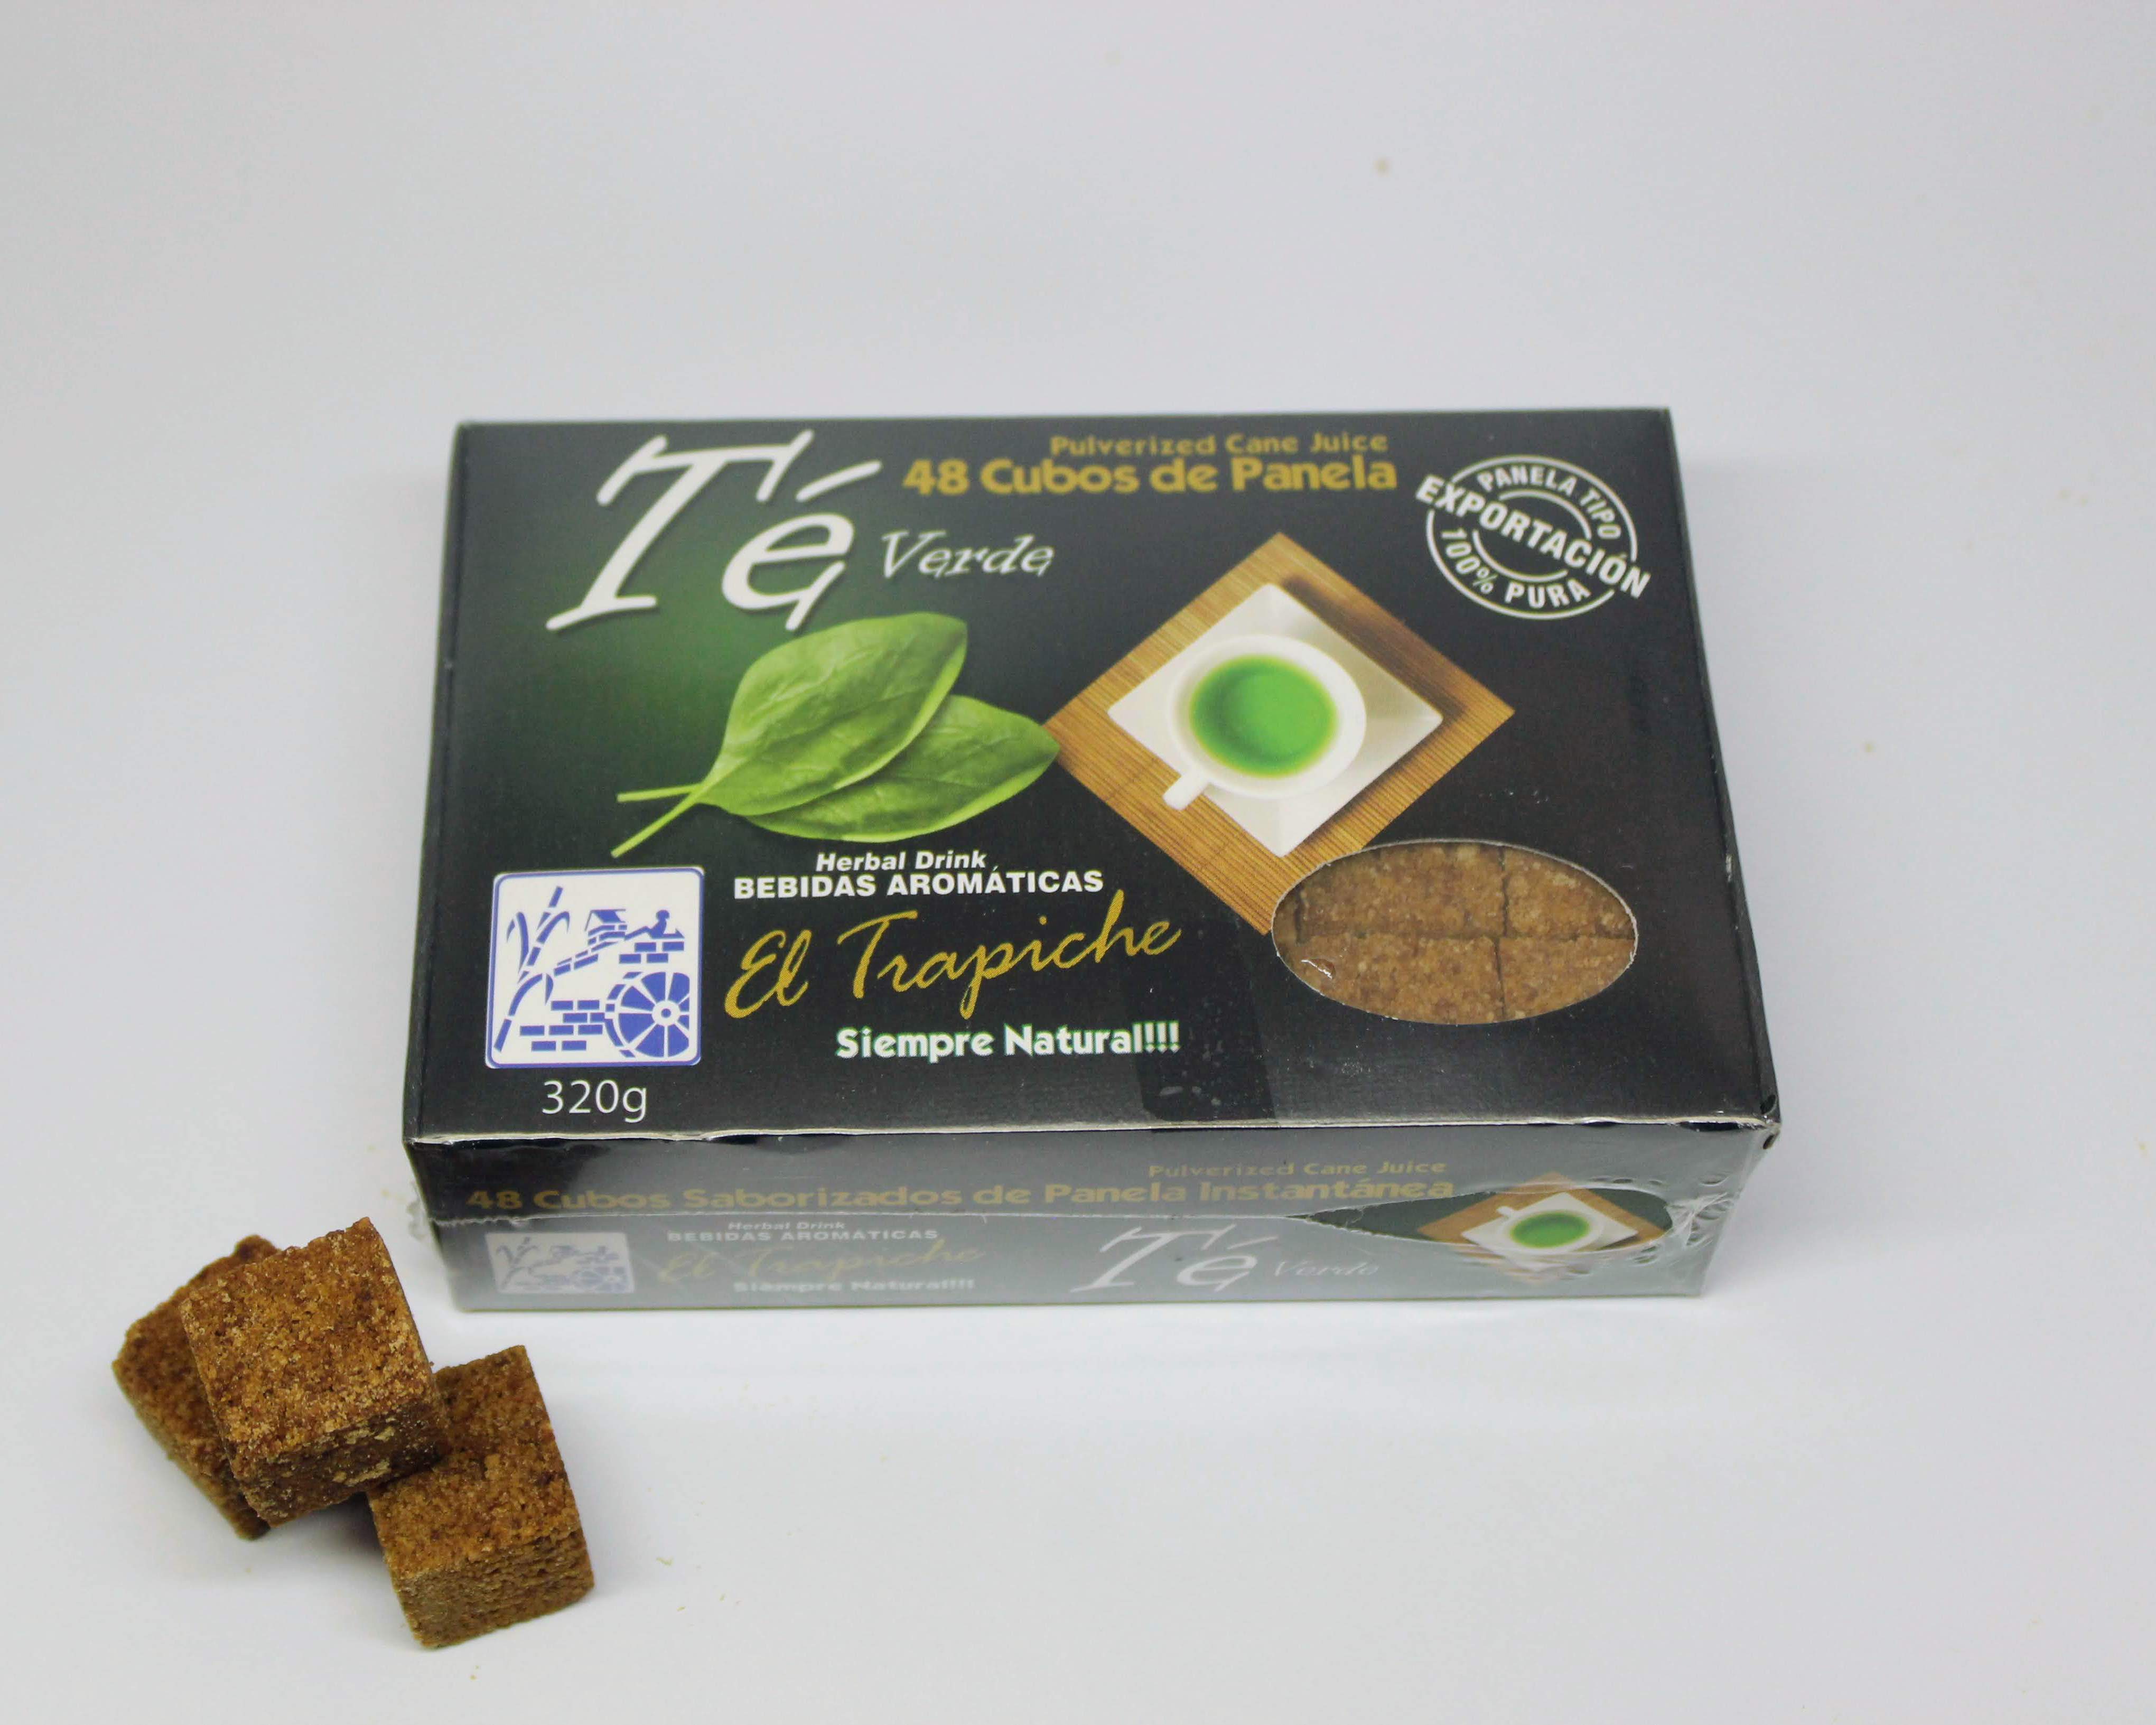 Té Verde
Pulverized Cane Juice
48 Cubos de Panela
PANELA TIPO
EXPORTACIÓN
100% PURA
Herbal Drink
BEBIDAS AROMÁTICAS
El Trapiche
Siempre Natural!!!
320g
Pulverized Cane Juice
48 Cubos Saborizados de Panela Instantánea
Herbal Drink
BEBIDAS AROMÁTICAS
El Trapiche
Siempre Natural!!!
Té Verde